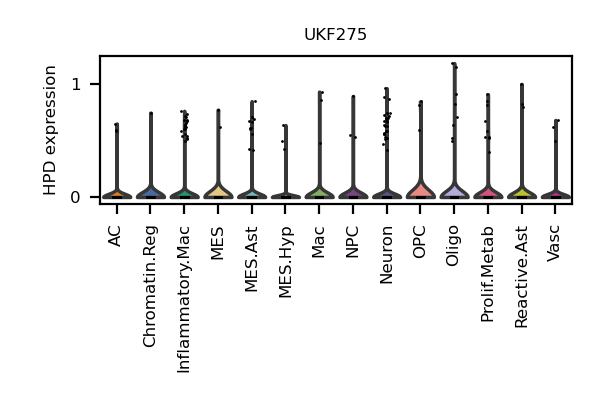 UKF275
HPD expression
1
0
AC
Chromatin.Reg
Inflammatory.Mac
MES
MES.Ast
MES.Hyp
Mac
NPC
Neuron
OPC
Oligo
Prolif.Metab
Reactive.Ast
Vasc